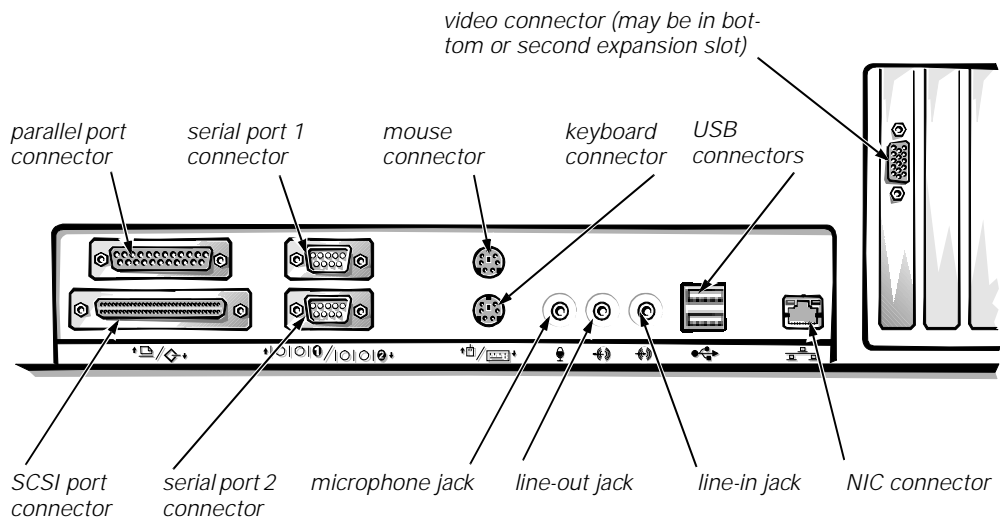 video connector (may be in bot-
tom or second expansion slot)
parallel port
connector
serial port 1
connector
mouse
connector
keyboard
connector
USB
connectors
1
2
SCSI port
connector
serial port 2
connector
microphone jack
line-out jack
line-in jack
NIC connector